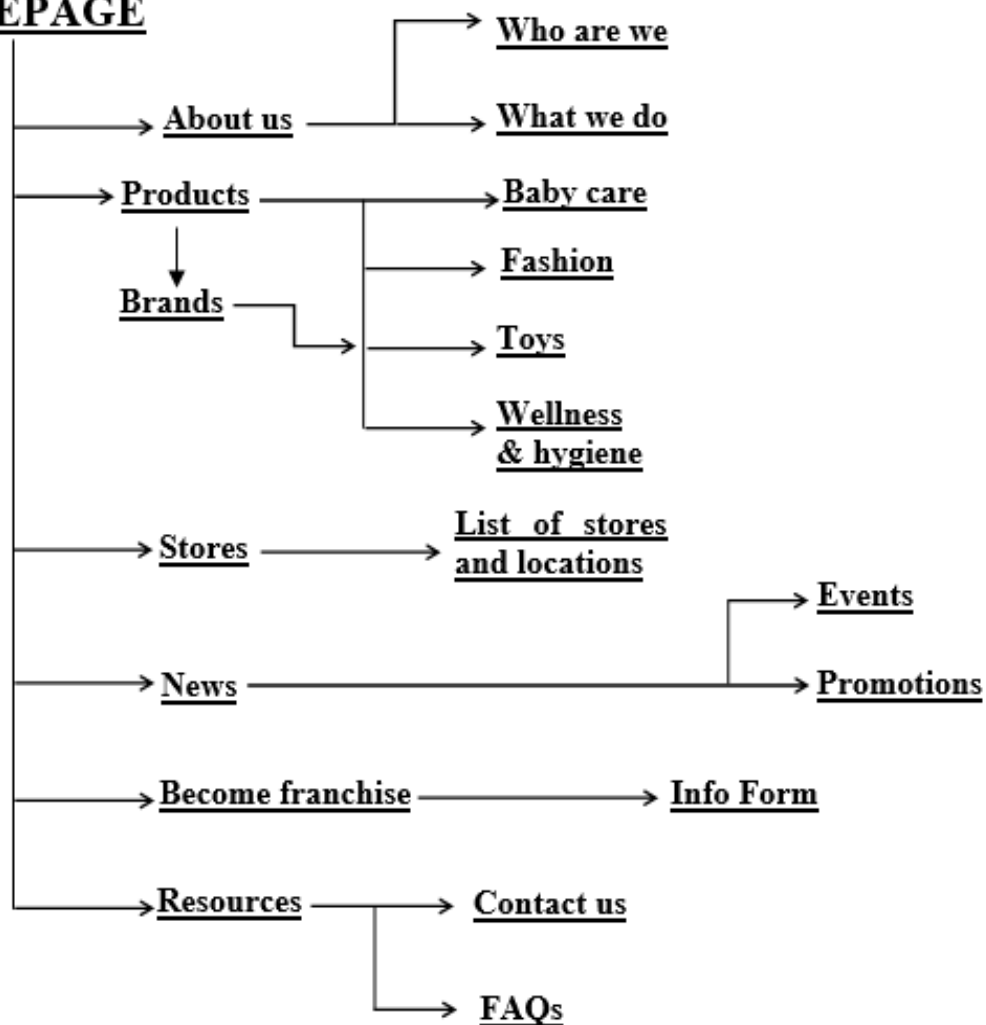 EPAGE
Who are we
About us
What we do
Products
Baby care
Fashion
Brands
Toys
Wellness
& hygiene
List of stores
and locations
Stores
Events
News
Promotions
Become franchise
Info Form
Resources
Contact us
FAQs